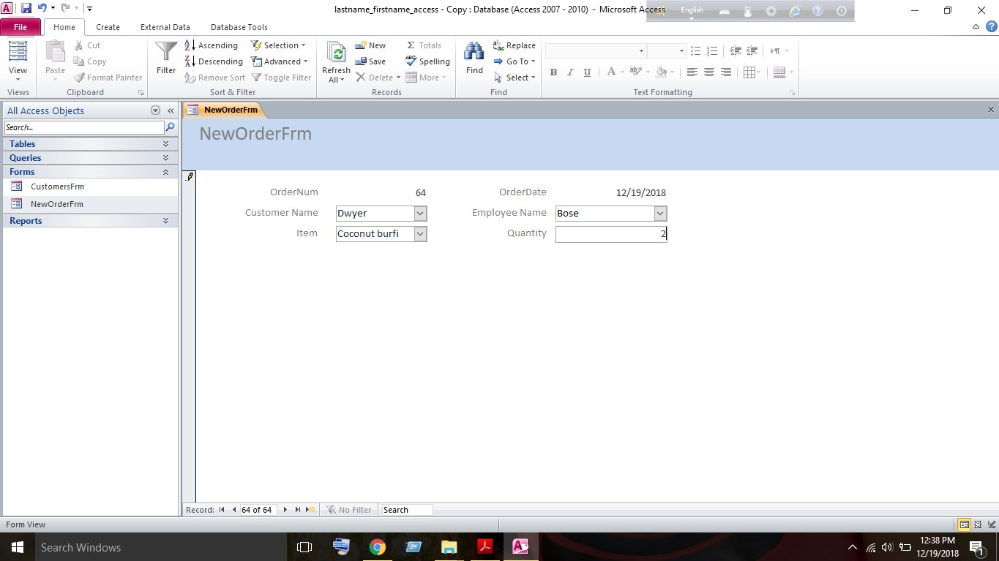 lastname_firstname_access - Copy : Database (Access 2007 - 2010) - Microsoft Access
English
File Home Create External Data Database Tools
View
Views
Paste
Cut
Copy
Format Painter
Clipboard
Filter
Ascending
Descending
Remove Sort
Selection
Advanced
Toggle Filter
Sort & Filter
Refresh
All
New
Save
Delete
Totals
Spelling
More
Records
Find
Replace
Go To
Select
Find
B I U A ab
Text Formatting
All Access Objects
Search...
Tables
Queries
Forms
CustomersFrm
NewOrderFrm
Reports
NewOrderFrm
NewOrderFrm
OrderNum 64 OrderDate 12/19/2018
Customer Name Dwyer Employee Name Bose
Item Coconut burfi Quantity 2
Record: 64 of 64 No Filter Search
Form View
Search Windows
12:38 PM
12/19/2018
1